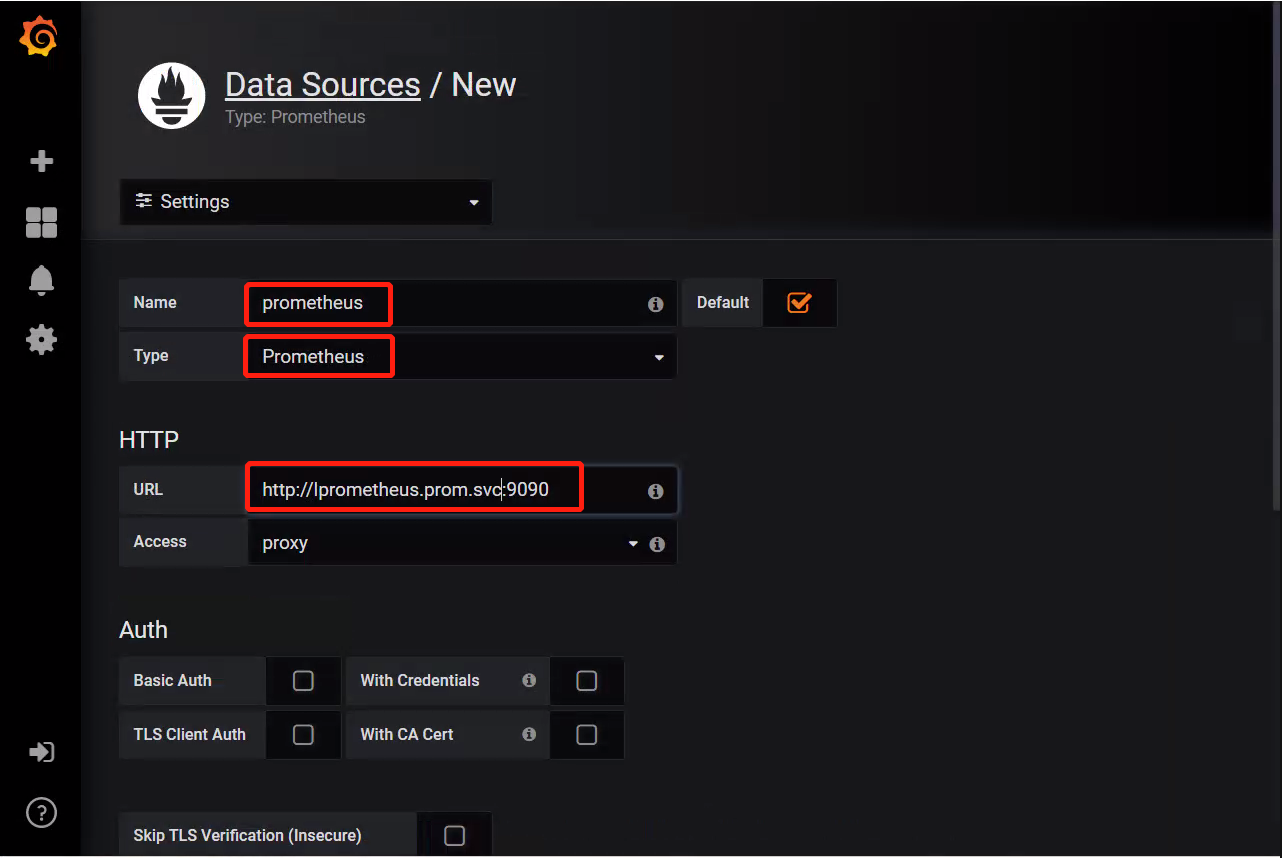 Data Sources / New
Type: Prometheus
Settings
Name prometheus Default
Type Prometheus
HTTP
URL http://lprometheus.prom.svc:9090
Access proxy
Auth
Basic Auth With Credentials
TLS Client Auth With CA Cert
Skip TLS Verification (Insecure)